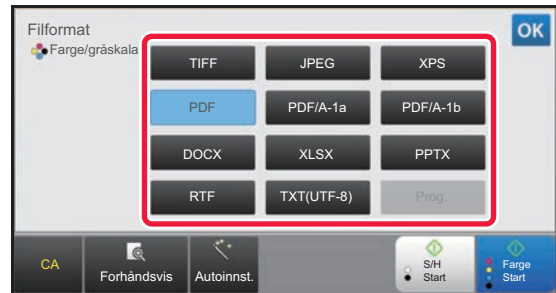 Filformat
OK
Farge/gråskala
TIFF
JPEG
XPS
PDF
PDF/A-1a
PDF/A-1b
DOCX
XLSX
PPTX
RTF
TXT(UTF-8)
Prog.
CA
Forhåndsvis
Autoinnst.
S/H
Start
Farge
Start